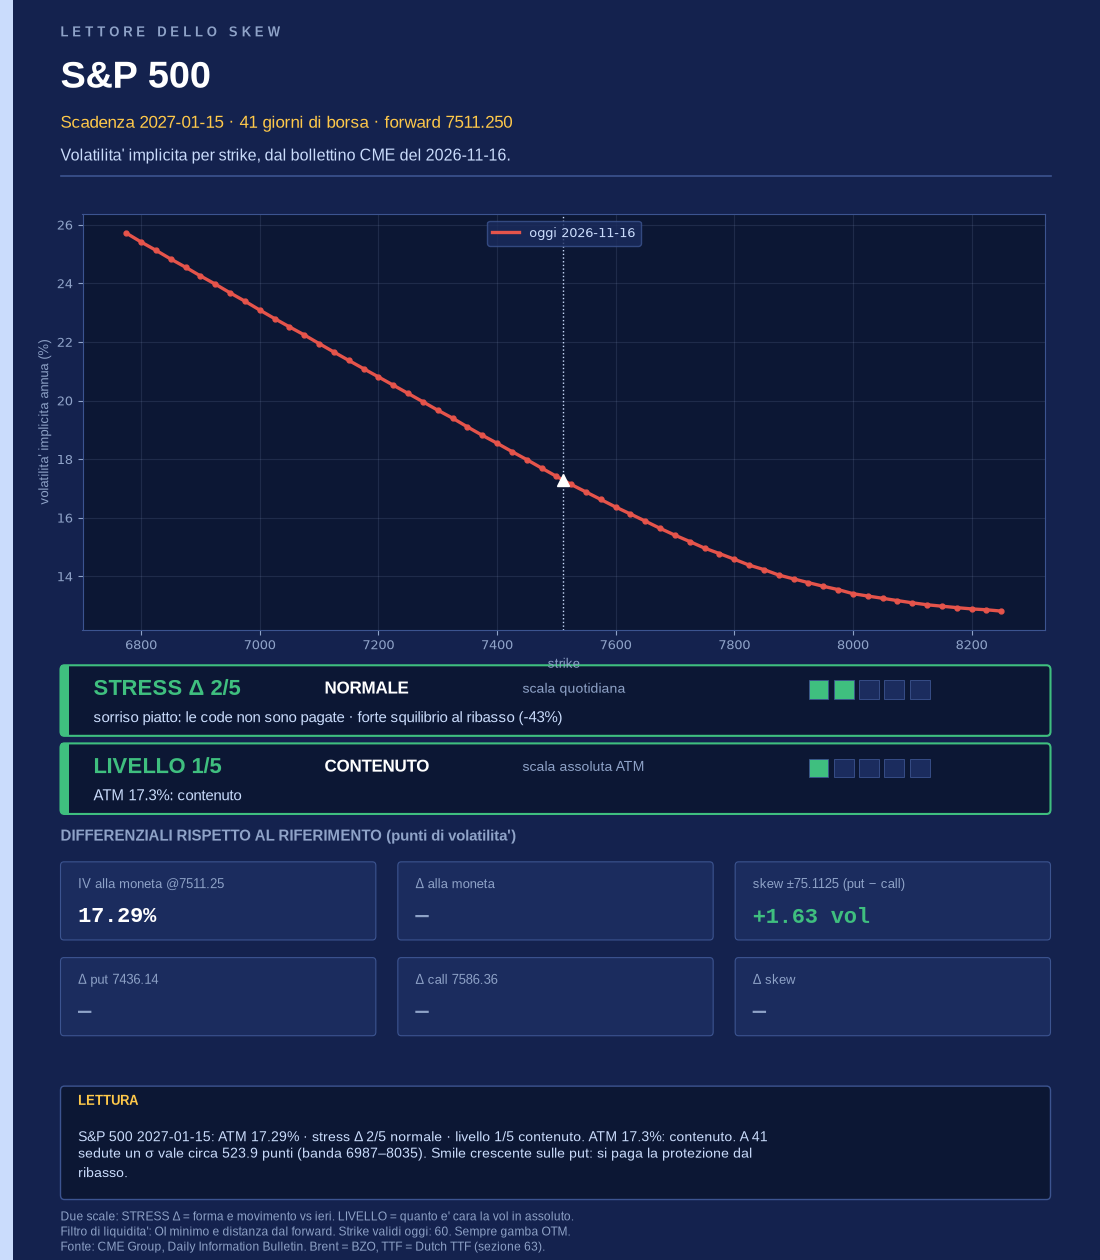 LETTORE DELLO SKEW
S&P 500
Scadenza 2027-01-15 · 41 giorni di borsa · forward 7511.250
Volatilita' implicita per strike, dal bollettino CME del 2026-11-16.
oggi 2026-11-16
26
24
22
20
18
16
14
volatilita' implicita annua (%)
6800 7000 7200 7400 7600 7800 8000 8200
strike
STRESS Δ 2/5 NORMALE scala quotidiana
sorriso piatto: le code non sono pagate · forte squilibrio al ribasso (-43%)
LIVELLO 1/5 CONTENUTO scala assoluta ATM
ATM 17.3%: contenuto
DIFFERENZIALI RISPETTO AL RIFERIMENTO (punti di volatilita')
IV alla moneta @7511.25
17.29%
Δ alla moneta
—
skew ±75.1125 (put − call)
+1.63 vol
Δ put 7436.14
—
Δ call 7586.36
—
Δ skew
—
LETTURA
S&P 500 2027-01-15: ATM 17.29% · stress Δ 2/5 normale · livello 1/5 contenuto. ATM 17.3%: contenuto. A 41
sedute un σ vale circa 523.9 punti (banda 6987–8035). Smile crescente sulle put: si paga la protezione dal
ribasso.
Due scale: STRESS Δ = forma e movimento vs ieri. LIVELLO = quanto e' cara la vol in assoluto.
Filtro di liquidita': OI minimo e distanza dal forward. Strike validi oggi: 60. Sempre gamba OTM.
Fonte: CME Group, Daily Information Bulletin. Brent = BZO, TTF = Dutch TTF (sezione 63).